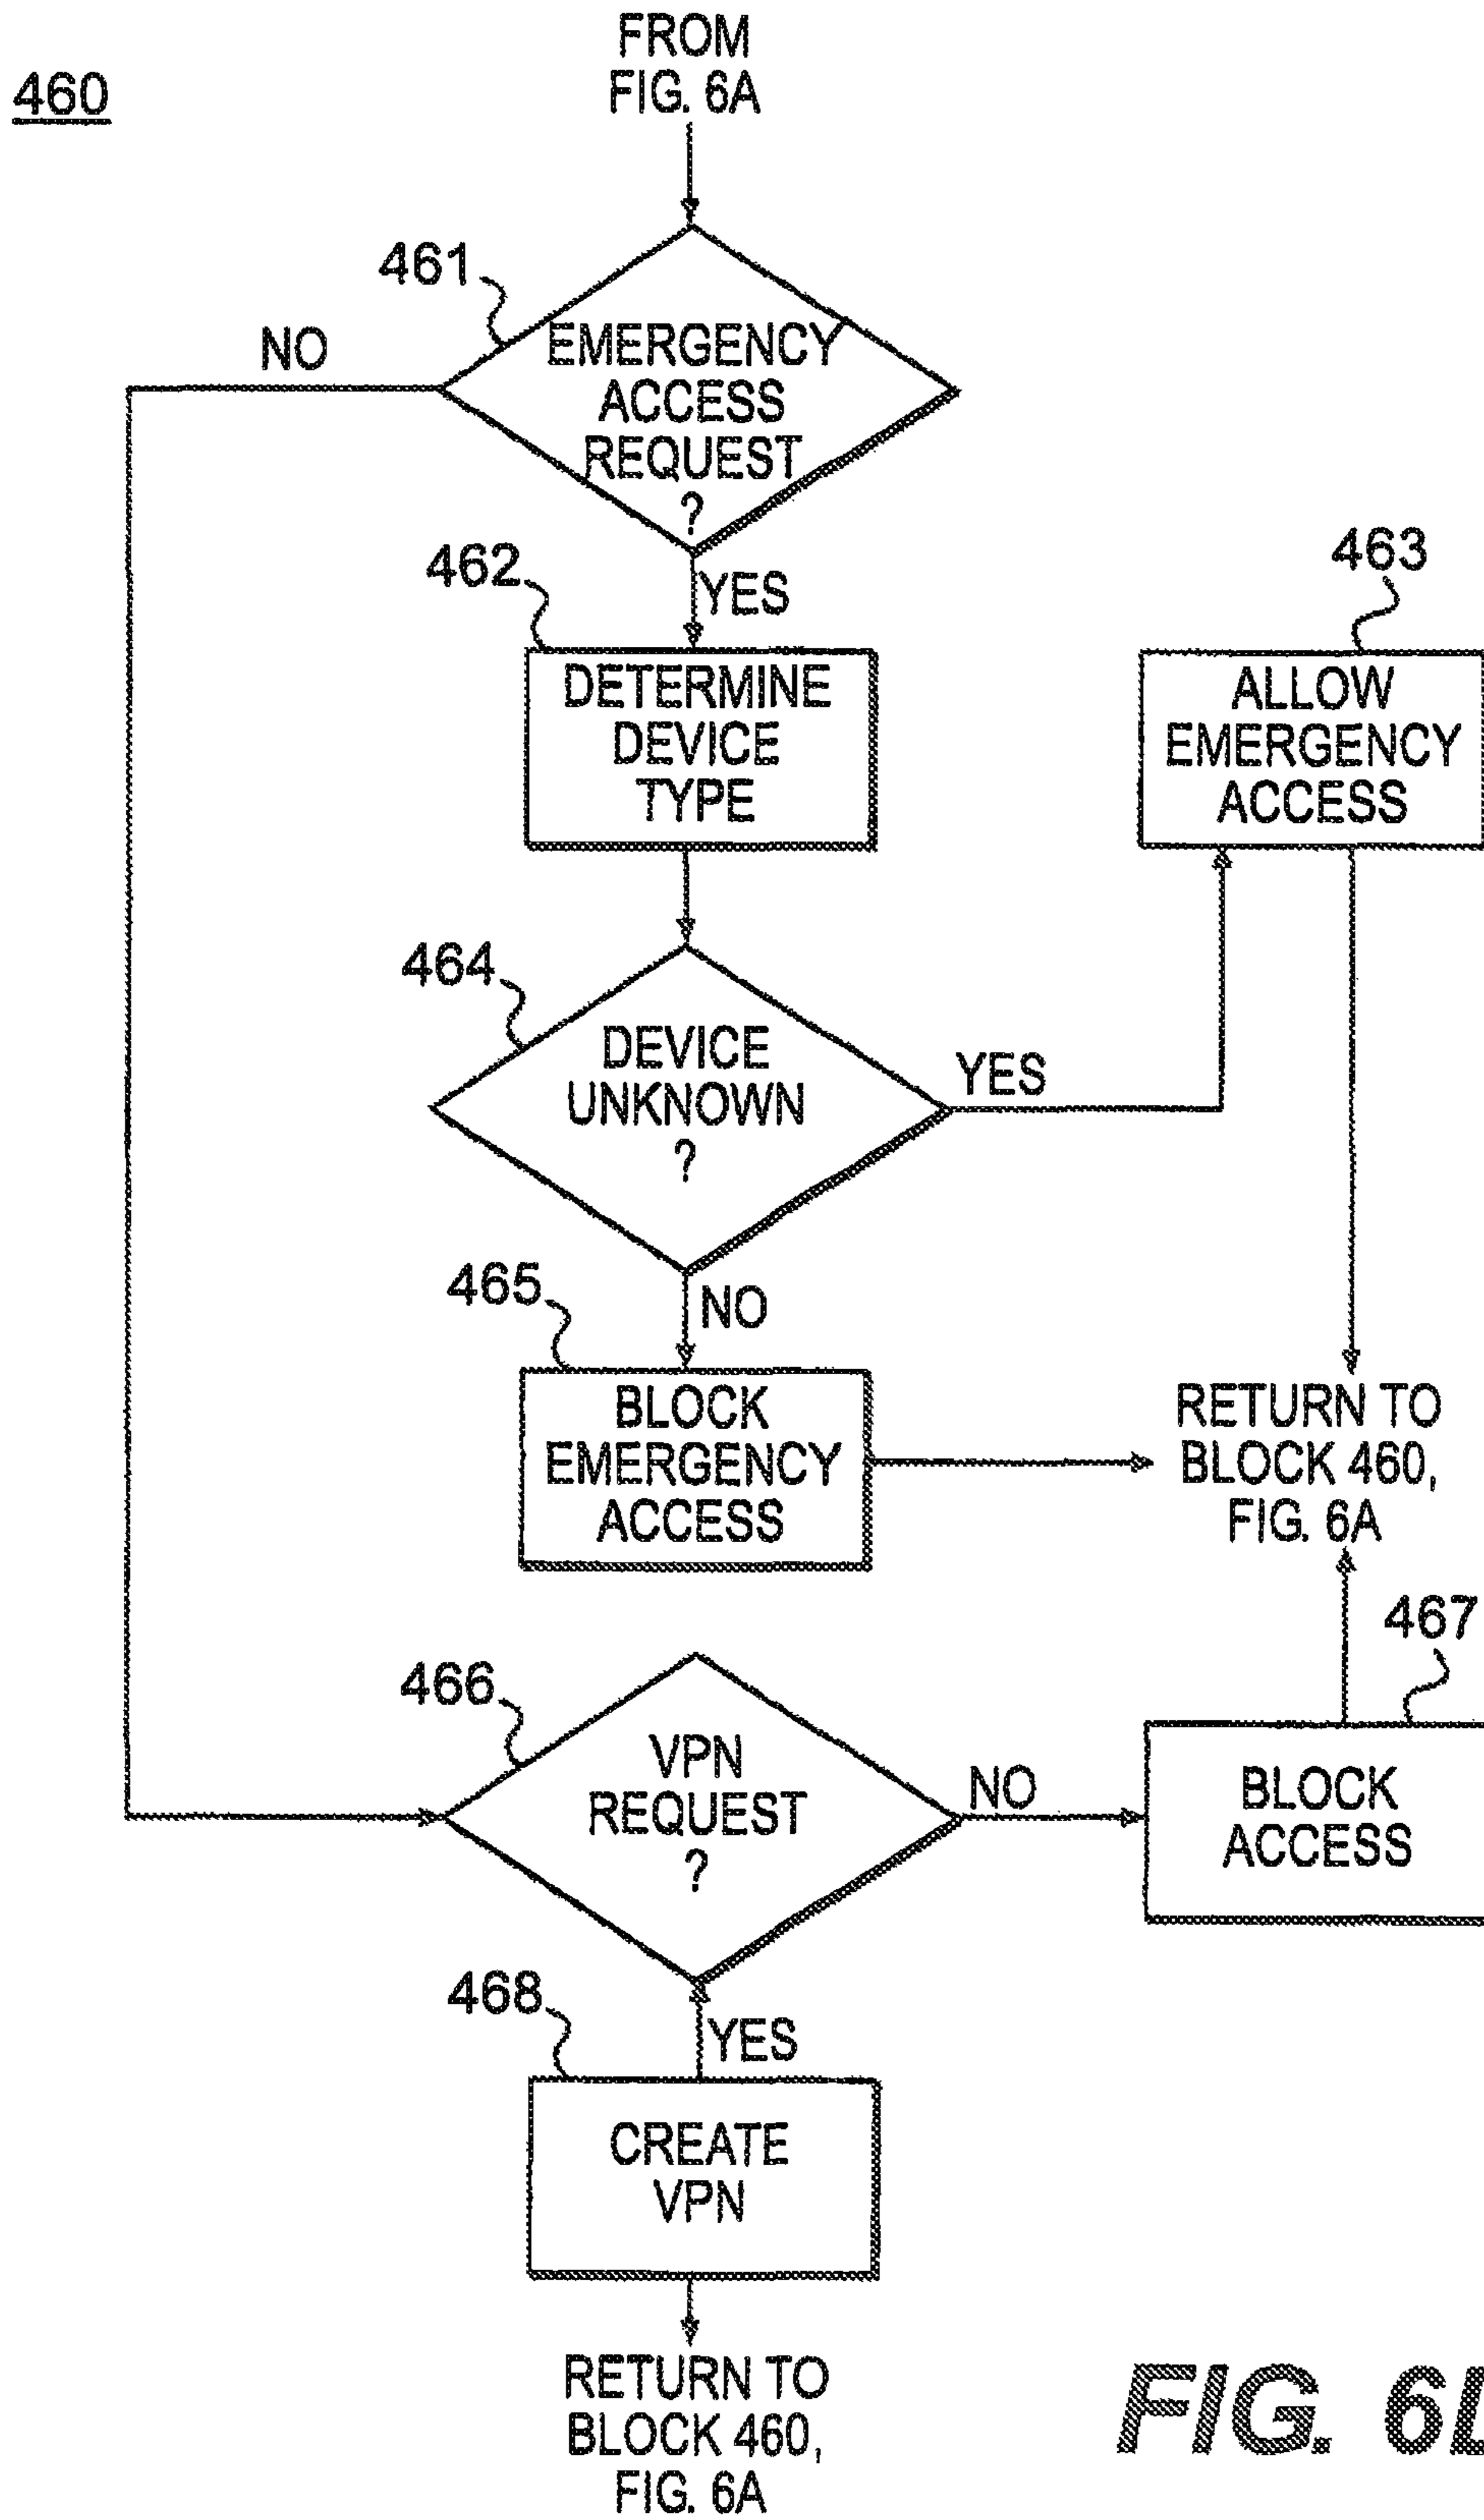 FROM
FIG. 6A
460
461
NO
EMERGENCY
ACCESS
REQUEST
?
462
YES
463
DETERMINE
DEVICE
TYPE
ALLOW
EMERGENCY
ACCESS
464
DEVICE
UNKNOWN
?
YES
465
NO
BLOCK
EMERGENCY
ACCESS
RETURN TO
BLOCK 460,
FIG. 6A
467
466
VPN
REQUEST
?
NO
BLOCK
ACCESS
468
YES
CREATE
VPN
RETURN TO
BLOCK 460,
FIG. 6A
FIG.